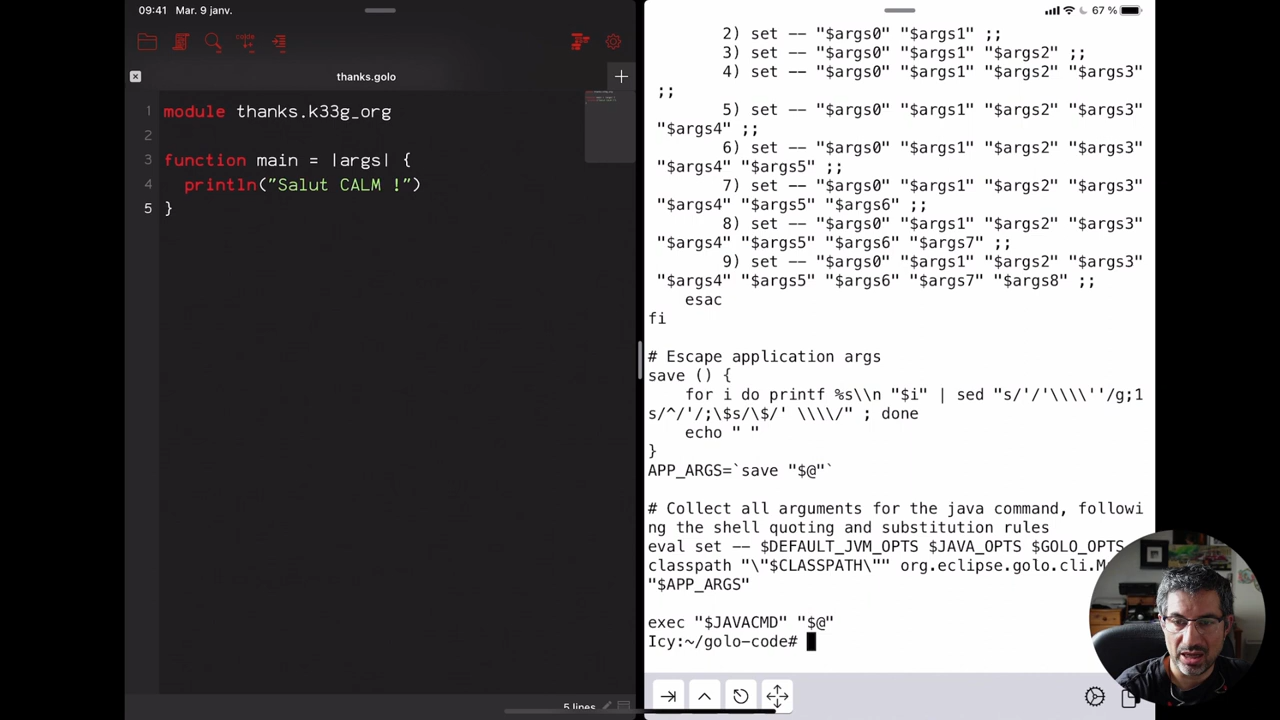 09:41 Mar. 9 janv.
67 %
code
thanks.golo
1 module thanks.k33g_org
2
3 function main = |args| {
4 println("Salut CALM !")
5 }
5 lines
2) set -- "$args0" "$args1" ;;
3) set -- "$args0" "$args1" "$args2" ;;
4) set -- "$args0" "$args1" "$args2" "$args3"
;;
5) set -- "$args0" "$args1" "$args2" "$args3"
"$args4" ;;
6) set -- "$args0" "$args1" "$args2" "$args3"
"$args4" "$args5" ;;
7) set -- "$args0" "$args1" "$args2" "$args3"
"$args4" "$args5" "$args6" ;;
8) set -- "$args0" "$args1" "$args2" "$args3"
"$args4" "$args5" "$args6" "$args7" ;;
9) set -- "$args0" "$args1" "$args2" "$args3"
"$args4" "$args5" "$args6" "$args7" "$args8" ;;
esac
fi
# Escape application args
save () {
for i do printf %s\\n "$i" | sed "s/'/'\\\\''/g;1
s/^/'/;\$s/\$/' \\\\/" ; done
echo " "
}
APP_ARGS=`save "$@"`
# Collect all arguments for the java command, followi
ng the shell quoting and substitution rules
eval set -- $DEFAULT_JVM_OPTS $JAVA_OPTS $GOLO_OPTS
classpath "\"$CLASSPATH\"" org.eclipse.golo.cli.M
"$APP_ARGS"
exec "$JAVACMD" "$@"
Icy:~/golo-code#